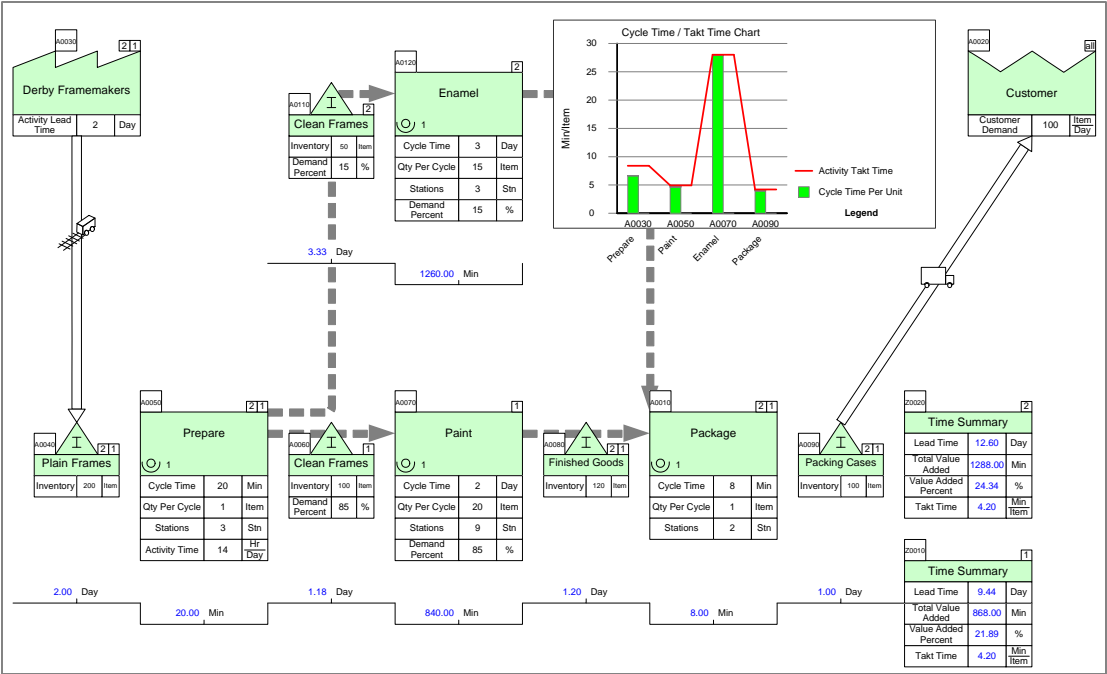 A0030
2 1
Derby Framemakers
Activity Lead Time 2 Day
A0110
I
2
Clean Frames
Inventory 50 Item
Demand Percent 15 %
A0120
2
Enamel
1
Cycle Time 3 Day
Qty Per Cycle 15 Item
Stations 3 Stn
Demand Percent 15 %
3.33 Day
1260.00 Min
Cycle Time / Takt Time Chart
30
25
20
15
10
5
0
Min/Item
A0030 A0050 A0070 A0090
Prepare Paint Enamel Package
Activity Takt Time
Cycle Time Per Unit
Legend
A0020
all
Customer
Customer Demand 100 Item Day
A0040
I
2 1
Plain Frames
Inventory 200 Item
A0050
2 1
Prepare
1
Cycle Time 20 Min
Qty Per Cycle 1 Item
Stations 3 Stn
Activity Time 14 Hr Day
A0060
I
1
Clean Frames
Inventory 100 Item
Demand Percent 85 %
A0070
1
Paint
1
Cycle Time 2 Day
Qty Per Cycle 20 Item
Stations 9 Stn
Demand Percent 85 %
A0080
I
2 1
Finished Goods
Inventory 120 Item
A0010
2 1
Package
1
Cycle Time 8 Min
Qty Per Cycle 1 Item
Stations 2 Stn
A0090
I
2 1
Packing Cases
Inventory 100 Item
Z0020
2
Time Summary
Lead Time 12.60 Day
Total Value Added 1288.00 Min
Value Added Percent 24.34 %
Takt Time 4.20 Min Item
Z0010
1
Time Summary
Lead Time 9.44 Day
Total Value Added 868.00 Min
Value Added Percent 21.89 %
Takt Time 4.20 Min Item
2.00 Day
20.00 Min
1.18 Day
840.00 Min
1.20 Day
8.00 Min
1.00 Day